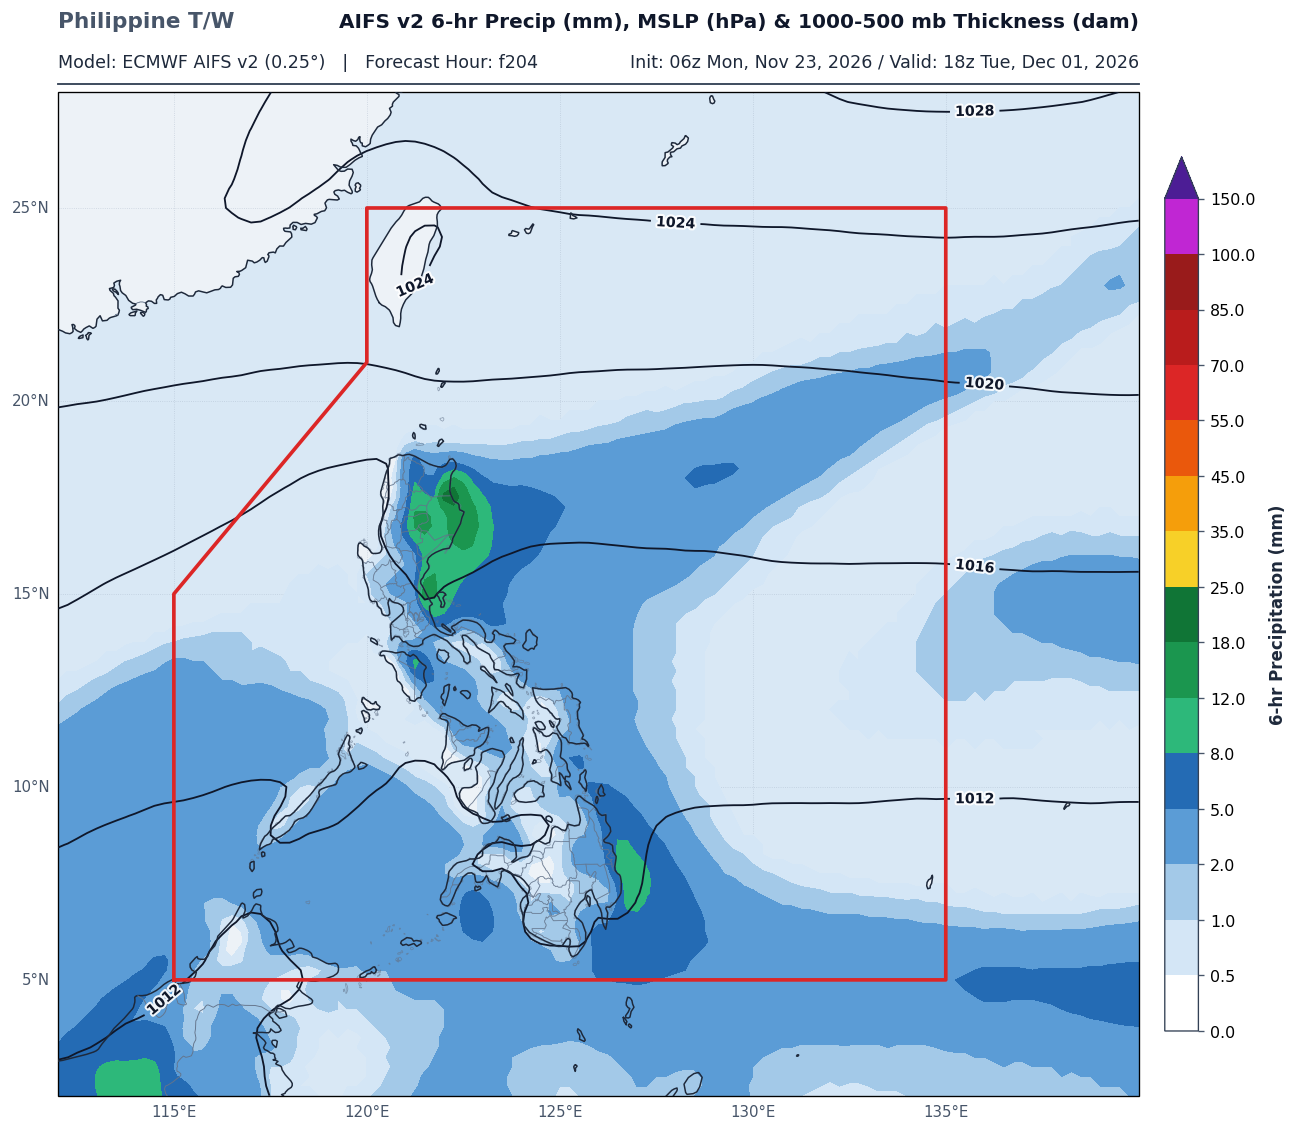 Philippine T/W
AIFS v2 6-hr Precip (mm), MSLP (hPa) & 1000-500 mb Thickness (dam)
Model: ECMWF AIFS v2 (0.25°) | Forecast Hour: f204
Init: 06z Mon, Nov 23, 2026 / Valid: 18z Tue, Dec 01, 2026
1028
1024
1024
1020
1016
1012
1012
25°N
20°N
15°N
10°N
5°N
115°E
120°E
125°E
130°E
135°E
150.0
100.0
85.0
70.0
55.0
45.0
35.0
25.0
18.0
12.0
8.0
5.0
2.0
1.0
0.5
0.0
6-hr Precipitation (mm)